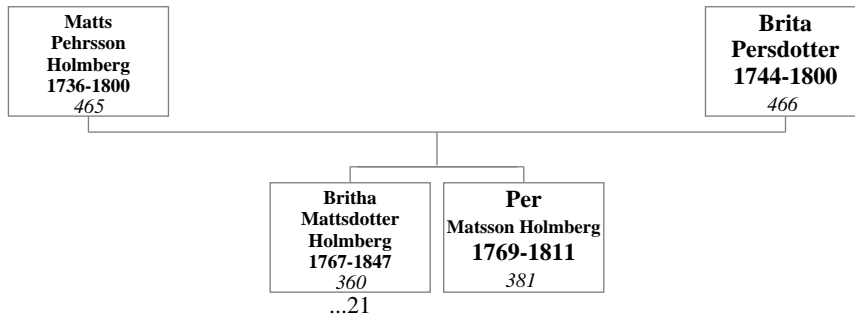 Matts
Pehrsson
Holmberg
1736-1800
465
Brita
Persdotter
1744-1800
466
Britha
Mattsdotter
Holmberg
1767-1847
360
...21
Per
Matsson Holmberg
1769-1811
381